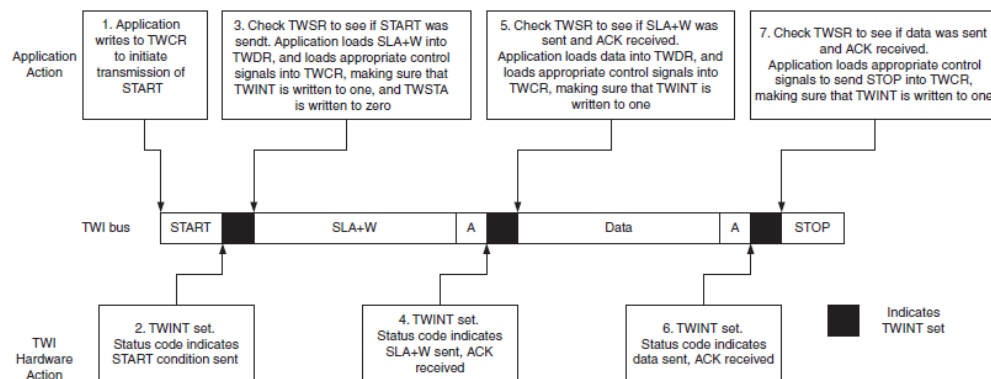 Application
Action
1. Application
writes to TWCR
to initiate
transmission of
START
3. Check TWSR to see if START was
sendt. Application loads SLA+W into
TWDR, and loads appropriate control
signals into TWCR, making sure that
TWINT is written to one, and TWSTA
is written to zero
5. Check TWSR to see if SLA+W was
sent and ACK received.
Application loads data into TWDR, and
loads appropriate control signals into
TWCR, making sure that TWINT is
written to one
7. Check TWSR to see if data was sent
and ACK received.
Application loads appropriate control
signals to send STOP into TWCR,
making sure that TWINT is written to one
TWI bus
START
SLA+W
A
Data
A
STOP
TWI
Hardware
Action
2. TWINT set.
Status code indicates
START condition sent
4. TWINT set.
Status code indicates
SLA+W sent, ACK
received
6. TWINT set.
Status code indicates
data sent, ACK received
Indicates
TWINT set